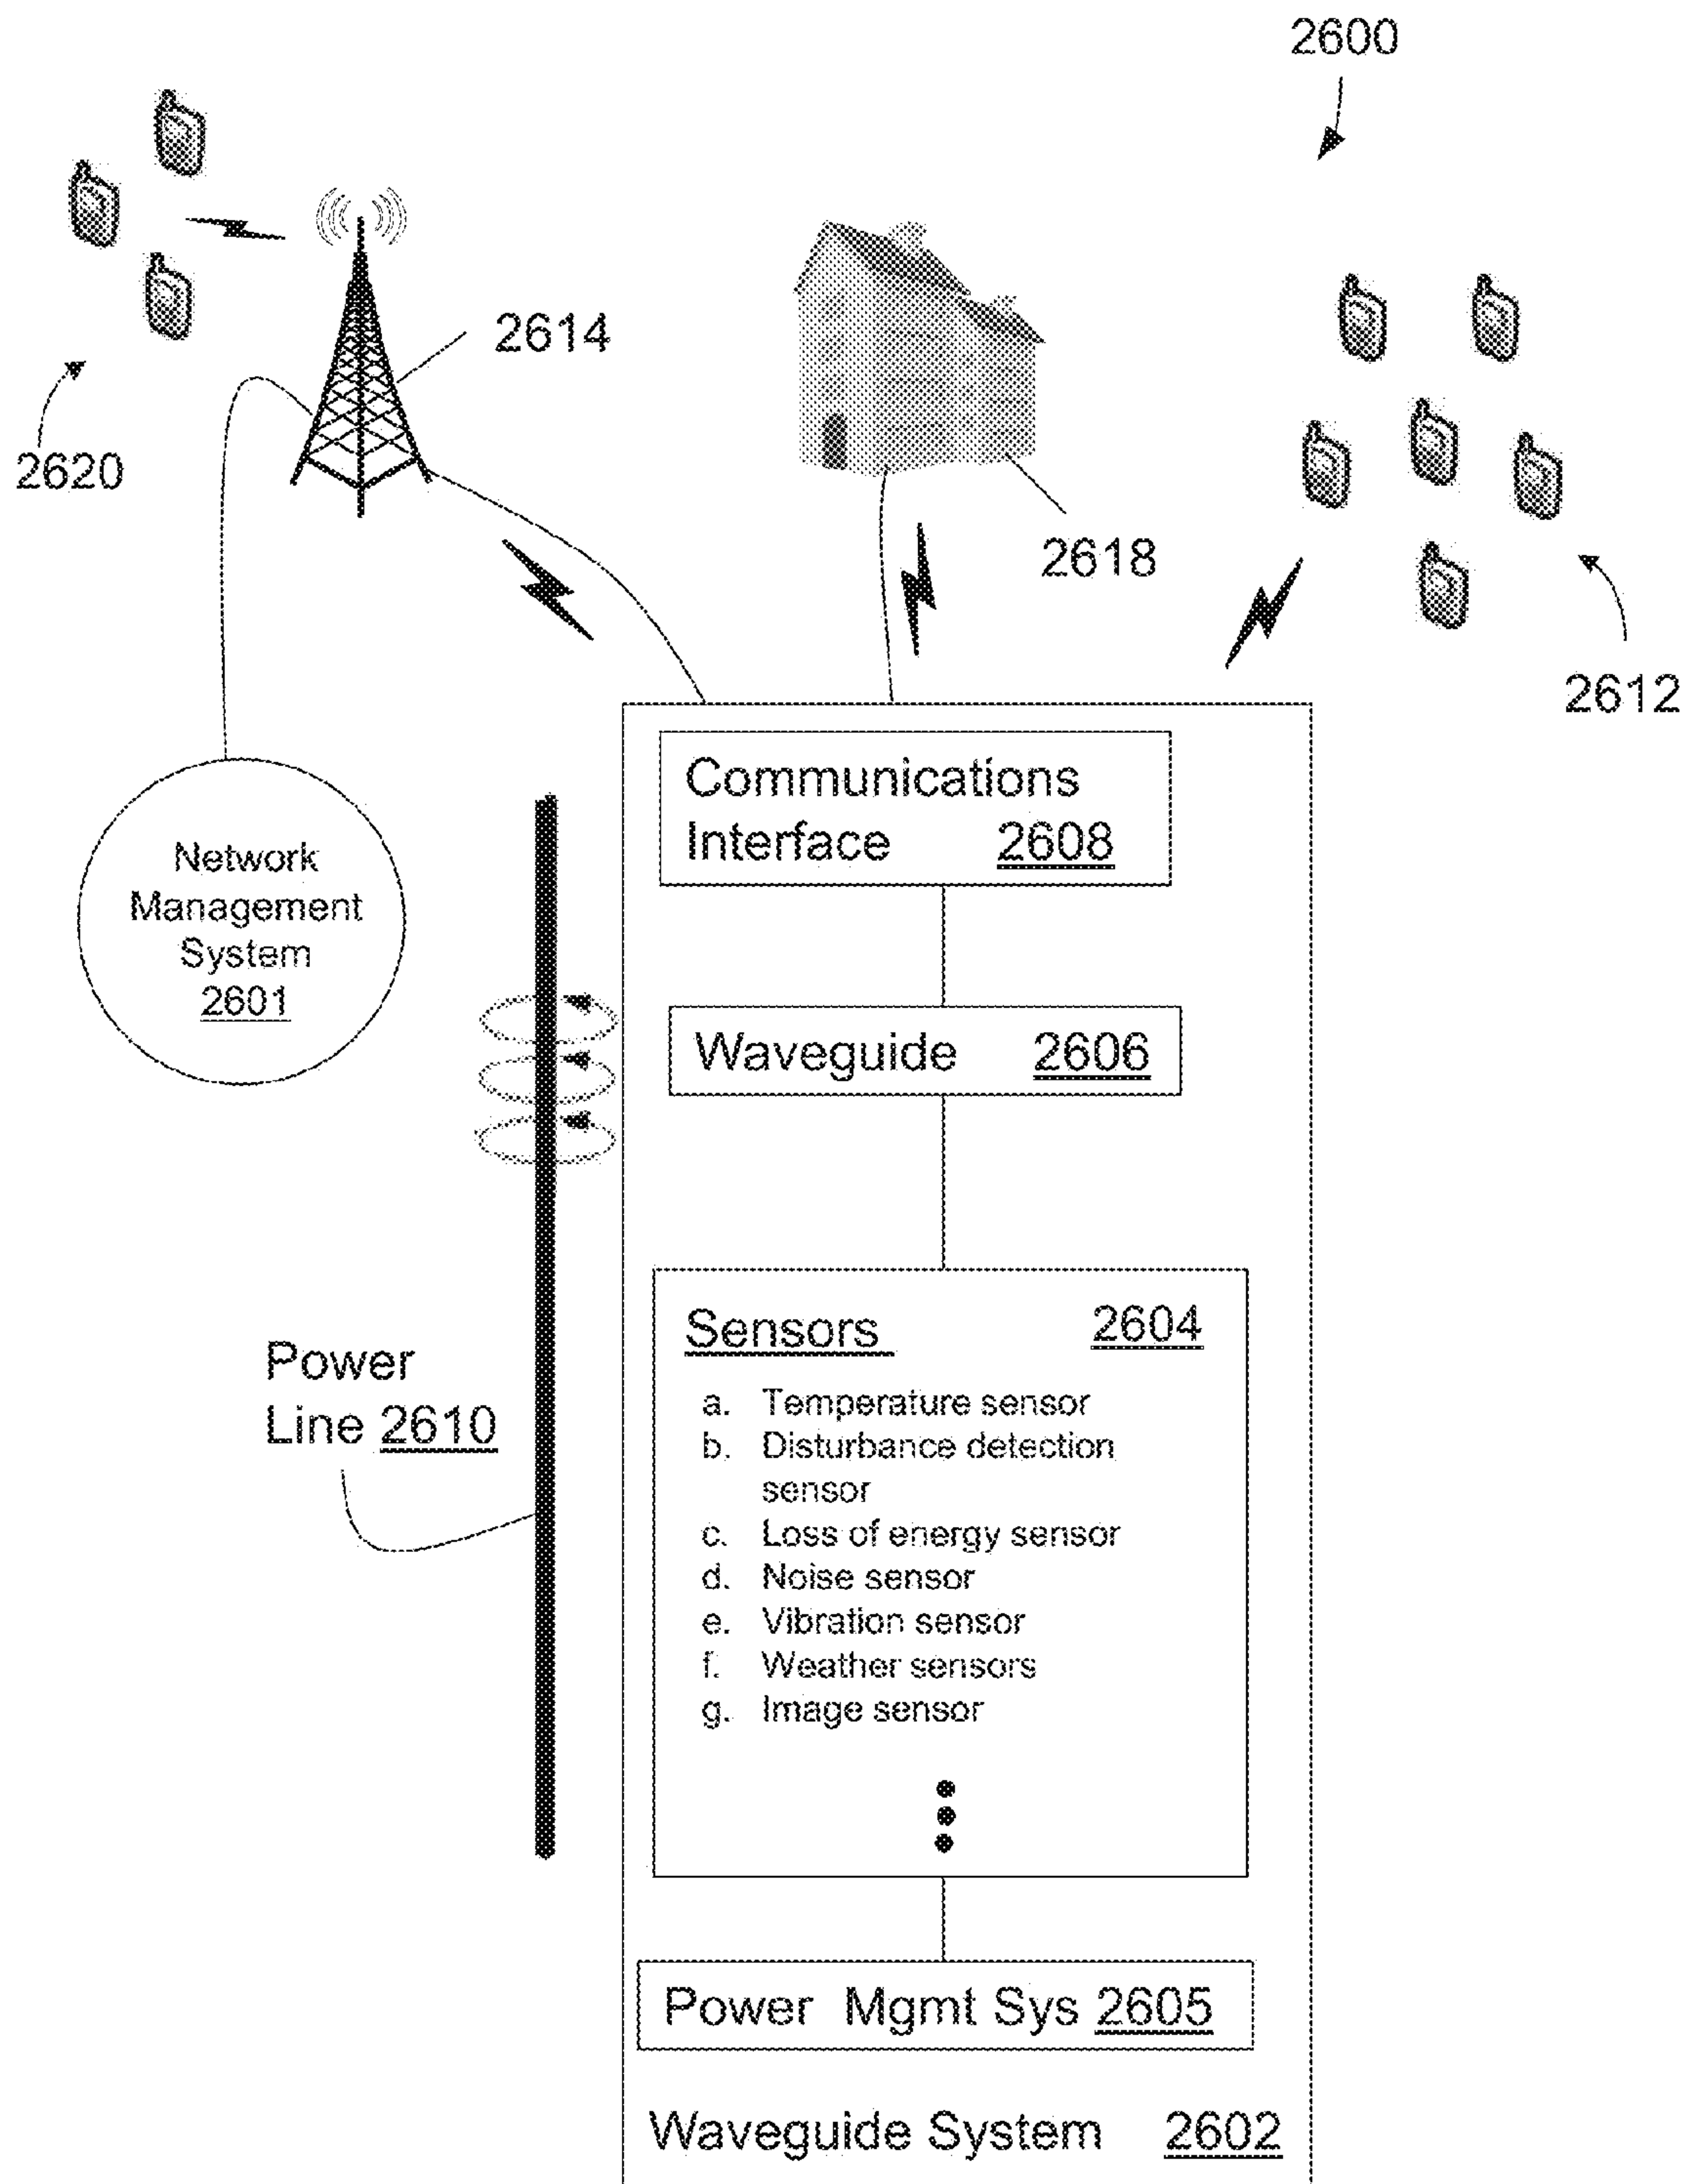 2600
2614
2620
2618
2612
Communications
Interface 2608
Network
Management
System
2601
Waveguide 2606
Sensors 2604
Power
Line 2610
a. Temperature sensor
b. Disturbance detection
sensor
c. Loss of energy sensor
d. Noise sensor
e. Vibration sensor
f. Weather sensors
g. Image sensor
Power Mgmt Sys 2605
Waveguide System 2602